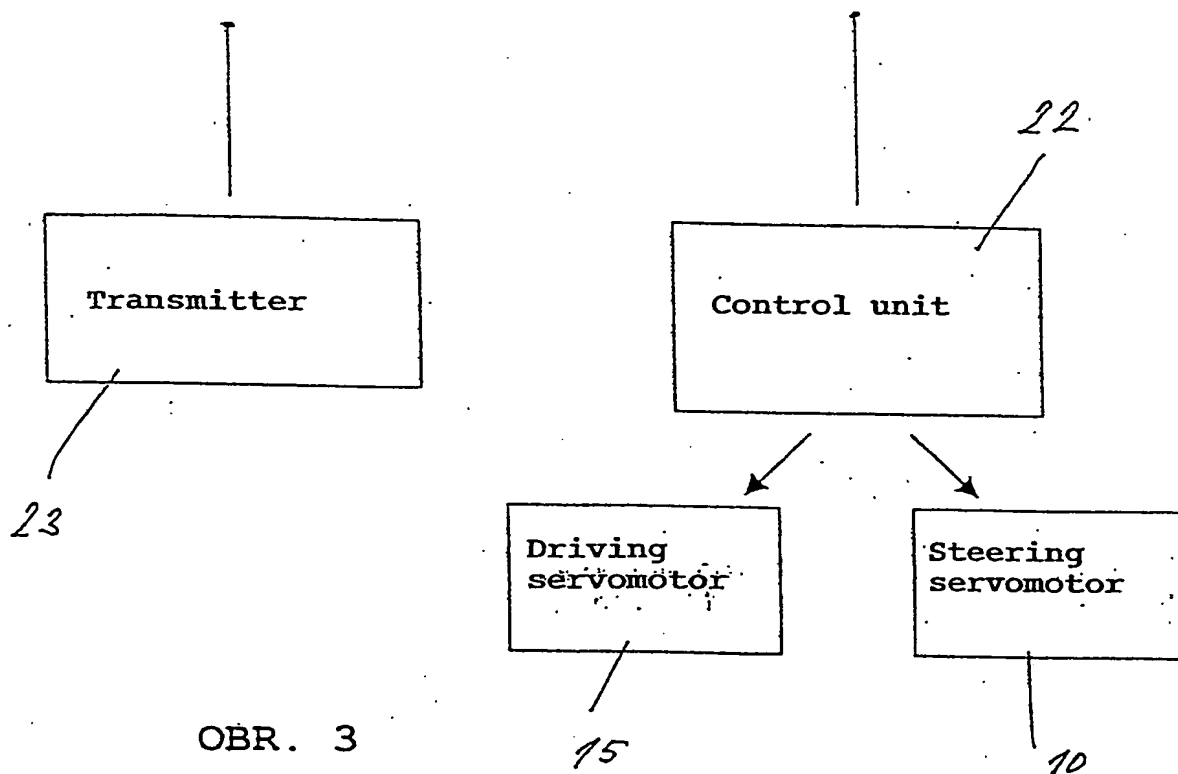 22
Transmitter
Control unit
23
Driving
servomotor
Steering
servomotor
OBR. 3
15
10